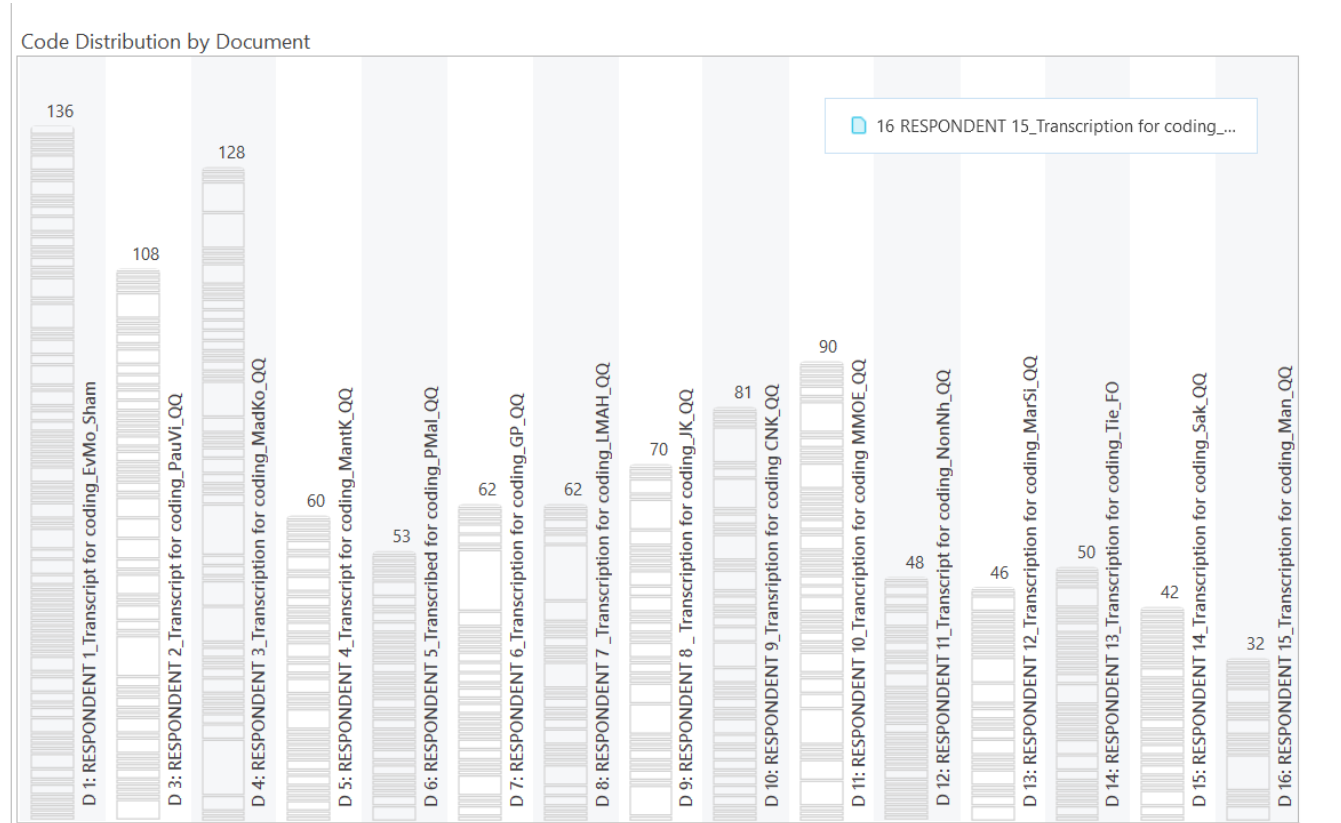 Code Distribution by Document
136
D 1: RESPONDENT 1_Transcript for coding_EvMo_Sham
108
D 3: RESPONDENT 2_Transcript for coding_PauVi_QQ
128
D 4: RESPONDENT 3_Transcription for coding_MadKo_QQ
60
D 5: RESPONDENT 4_Transcript for coding_MantK_QQ
53
D 6: RESPONDENT 5_Transcribed for coding_PMal_QQ
62
D 7: RESPONDENT 6_Transcription for coding_GP_QQ
62
D 8: RESPONDENT 7 _Transcription for coding_LMAH_QQ
70
D 9: RESPONDENT 8 _ Transcription for coding_JK_QQ
81
D 10: RESPONDENT 9_Transcription for coding CNK_QQ
90
D 11: RESPONDENT 10_Trancription for coding MMOE_QQ
48
D 12: RESPONDENT 11_Transcript for coding_NonNh_QQ
46
D 13: RESPONDENT 12_Transcription for coding_MarSi_QQ
50
D 14: RESPONDENT 13_Transcription for coding_Tie_FO
42
D 15: RESPONDENT 14_Transcription for coding_Sak_QQ
32
D 16: RESPONDENT 15_Transcription for coding_Man_QQ
16 RESPONDENT 15_Transcription for coding_...